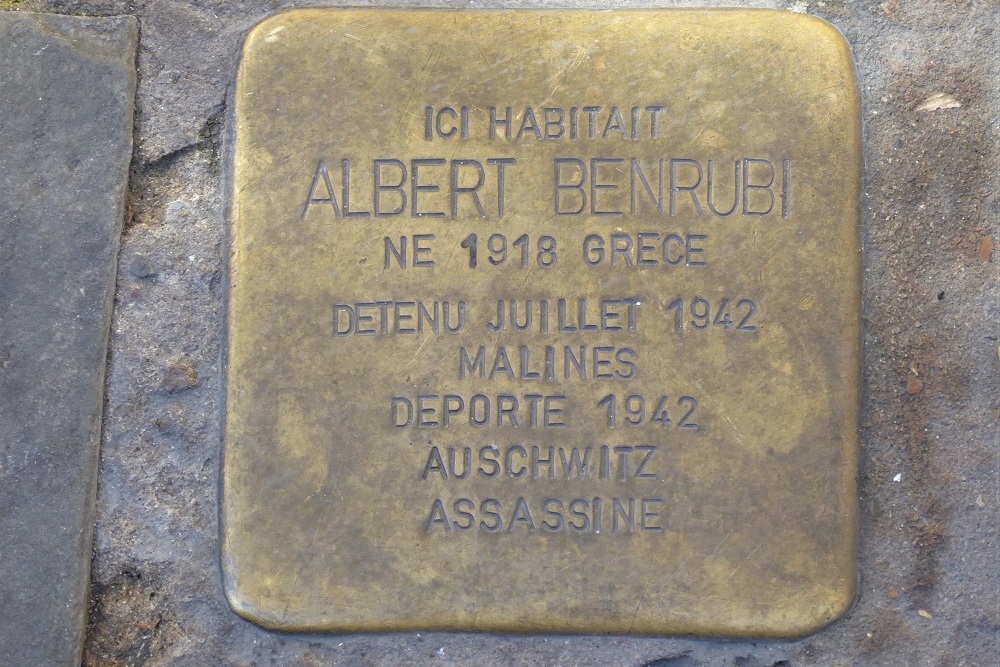 ICI HABITAIT
ALBERT BENRUBI
NE 1918 GRECE
DETENU JUILLET 1942
MALINES
DEPORTE 1942
AUSCHWITZ
ASSASSINE